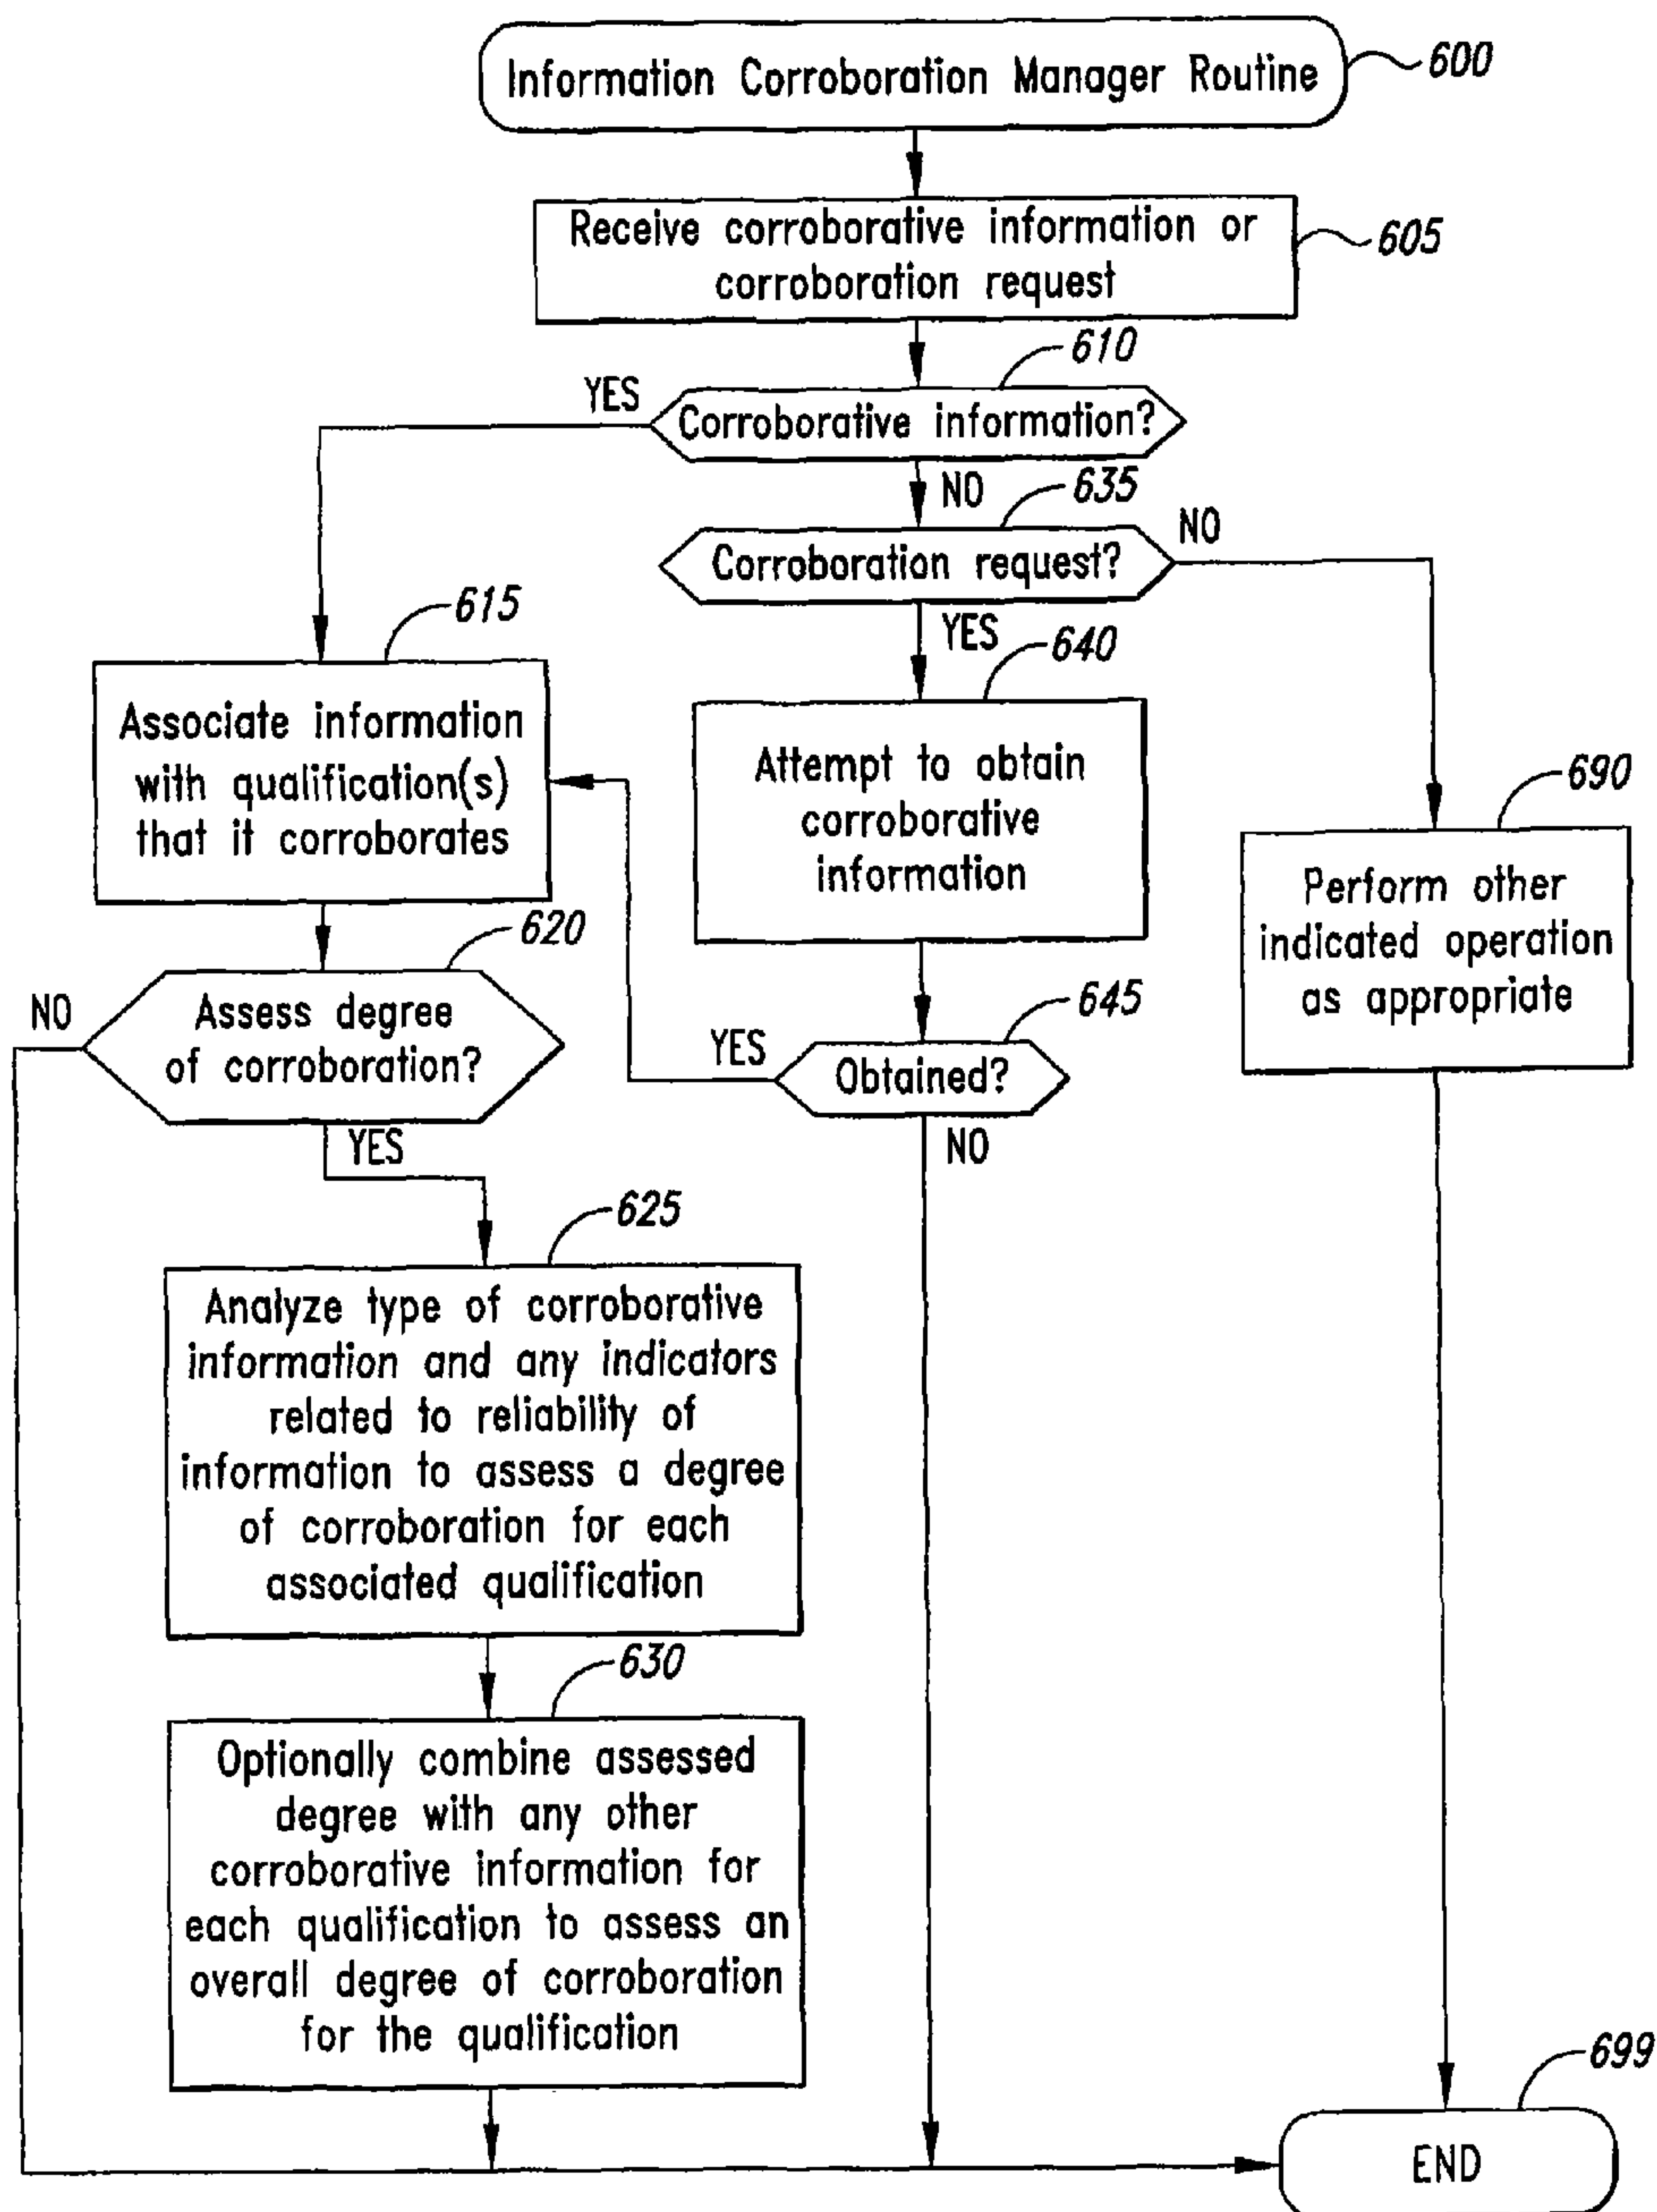 Information Corroboration Manager Routine
600
Receive corroborative information or
corroboration request
605
610
YES
Corroborative information?
NO
635
NO
Corroboration request?
615
YES
640
Associate information
with qualification(s)
that it corroborates
Attempt to obtain
corroborative
information
690
Perform other
indicated operation
as appropriate
620
NO
Assess degree
of corroboration?
645
YES
Obtained?
YES
NO
625
Analyze type of corroborative
information and any indicators
related to reliability of
information to assess a degree
of corroboration for each
associated qualification
630
Optionally combine assessed
degree with any other
corroborative information for
each qualification to assess an
overall degree of corroboration
for the qualification
699
END